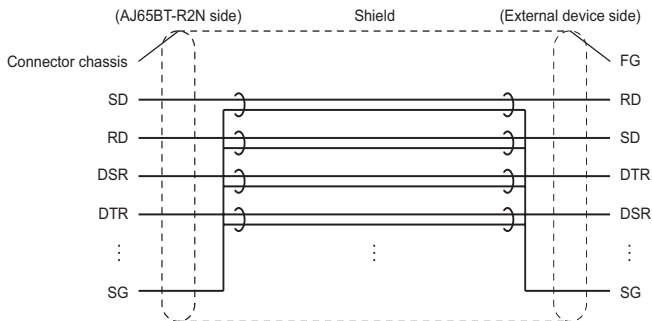 (AJ65BT-R2N side) Shield (External device side)
Connector chassis FG
SD RD
RD SD
DSR DTR
DTR DSR
⋮ ⋮ ⋮
SG SG